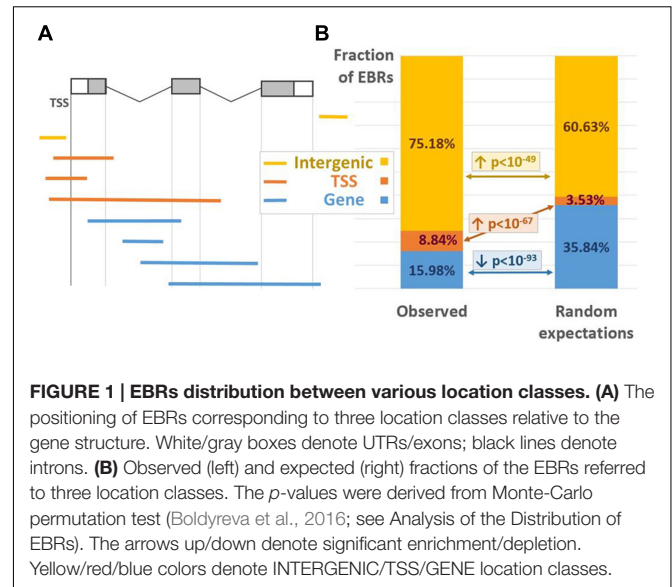 A
TSS
B
Fraction
of EBRs
75.18%
60.63%
Intergenic
TSS
Gene
↑ p<10⁻⁴⁹
↑ p<10⁻⁶⁷
↓ p<10⁻⁹³
8.84%
3.53%
15.98%
35.84%
Observed
Random
expectations
FIGURE 1 | EBRs distribution between various location classes. (A) The
positioning of EBRs corresponding to three location classes relative to the
gene structure. White/gray boxes denote UTRs/exons; black lines denote
introns. (B) Observed (left) and expected (right) fractions of the EBRs referred
to three location classes. The p-values were derived from Monte-Carlo
permutation test (Boldyreva et al., 2016; see Analysis of the Distribution of
EBRs). The arrows up/down denote significant enrichment/depletion.
Yellow/red/blue colors denote INTERGENIC/TSS/GENE location classes.